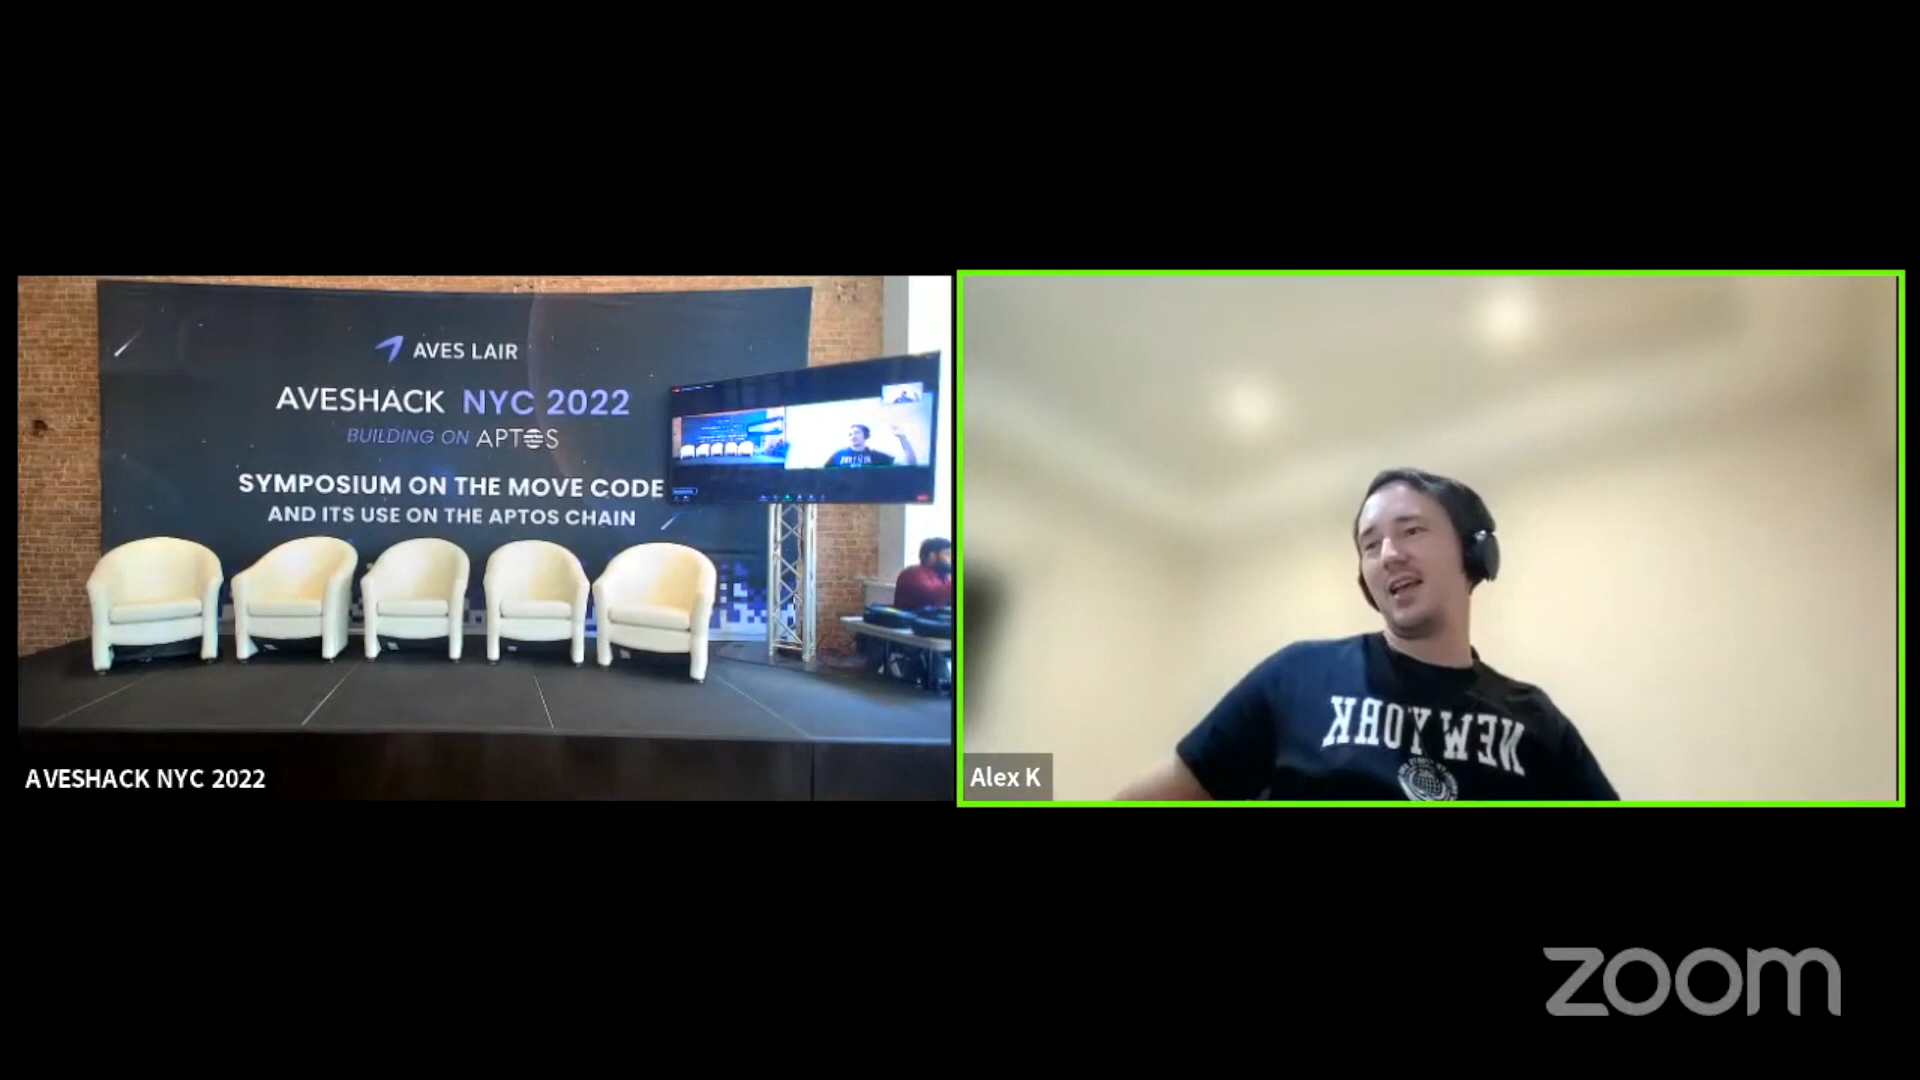 AVES LAIR
AVESHACK NYC 2022
BUILDING ON APTOS
SYMPOSIUM ON THE MOVE CODE
AND ITS USE ON THE APTOS CHAIN
AVESHACK NYC 2022
NEW YORK
Alex K
zoom